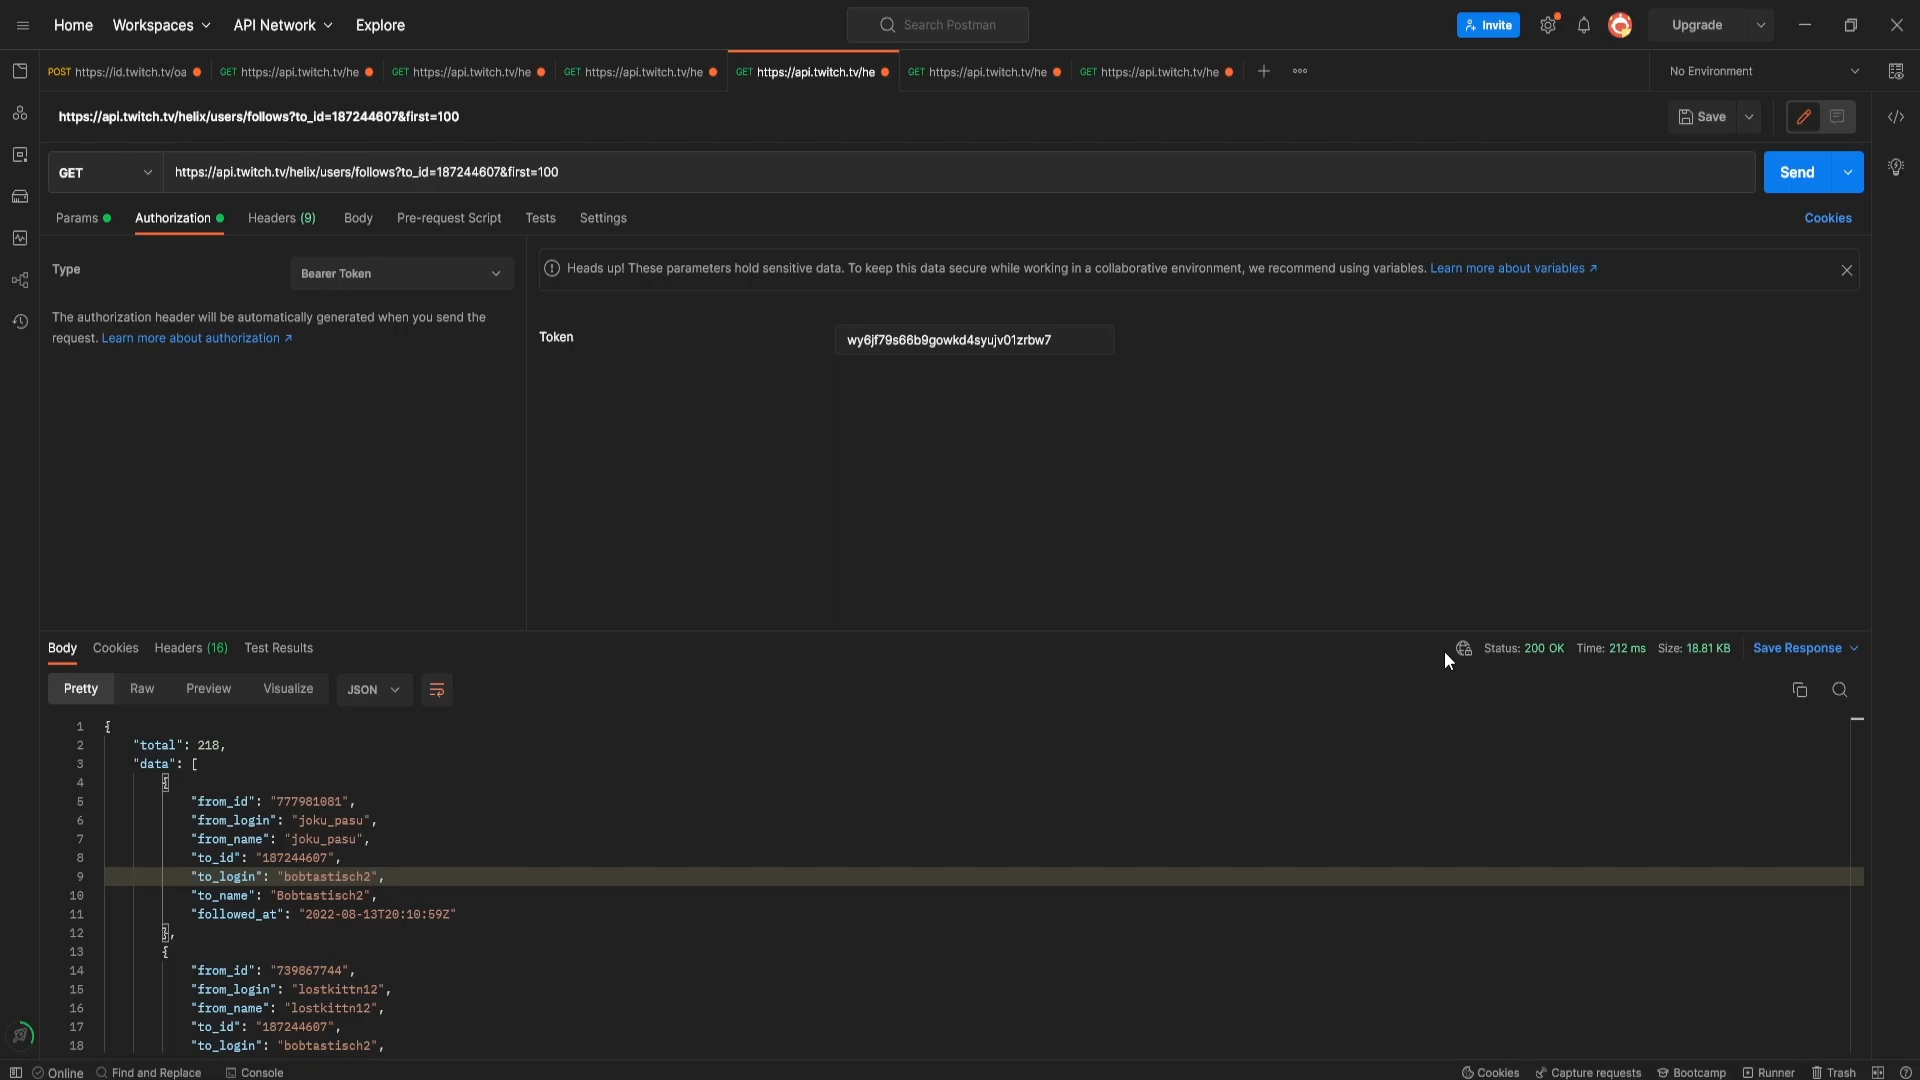 Home Workspaces API Network Explore Search Postman Invite Upgrade
POST https://id.twitch.tv/oa GET https://api.twitch.tv/he GET https://api.twitch.tv/he GET https://api.twitch.tv/he GET https://api.twitch.tv/he GET https://api.twitch.tv/he GET https://api.twitch.tv/he No Environment
https://api.twitch.tv/helix/users/follows?to_id=187244607&first=100 Save
GET https://api.twitch.tv/helix/users/follows?to_id=187244607&first=100 Send
Params Authorization Headers (9) Body Pre-request Script Tests Settings Cookies
Type Bearer Token
Heads up! These parameters hold sensitive data. To keep this data secure while working in a collaborative environment, we recommend using variables. Learn more about variables ↗
The authorization header will be automatically generated when you send the
request. Learn more about authorization ↗
Token wy6jf79s66b9gowkd4syujv01zrbw7
Body Cookies Headers (16) Test Results Status: 200 OK Time: 212 ms Size: 18.81 KB Save Response
Pretty Raw Preview Visualize JSON
1 {
2 "total": 218,
3 "data": [
4 {
5 "from_id": "777981081",
6 "from_login": "joku_pasu",
7 "from_name": "joku_pasu",
8 "to_id": "187244607",
9 "to_login": "bobtastisch2",
10 "to_name": "Bobtastisch2",
11 "followed_at": "2022-08-13T20:10:59Z"
12 },
13 {
14 "from_id": "739867744",
15 "from_login": "lostkittn12",
16 "from_name": "lostkittn12",
17 "to_id": "187244607",
18 "to_login": "bobtastisch2",
Online Find and Replace Console Cookies Capture requests Bootcamp Runner Trash